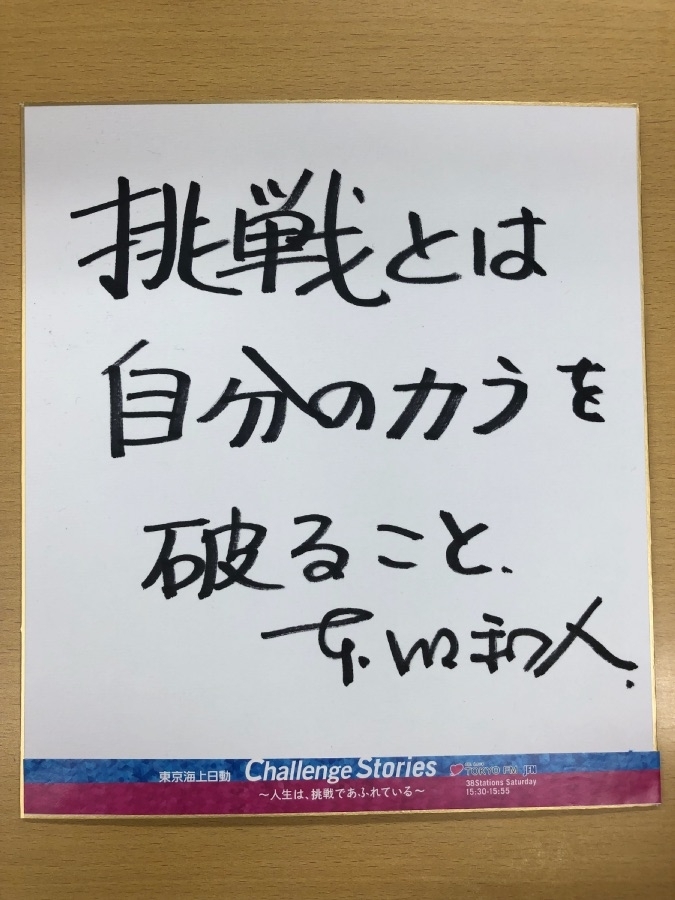 挑戦とは
自分のカラを
破ること.
和人.
東京海上日動 Challenge Stories
～人生は、挑戦であふれている～
TOKYO FM JFN
38Stations Saturday
15:30-15:55